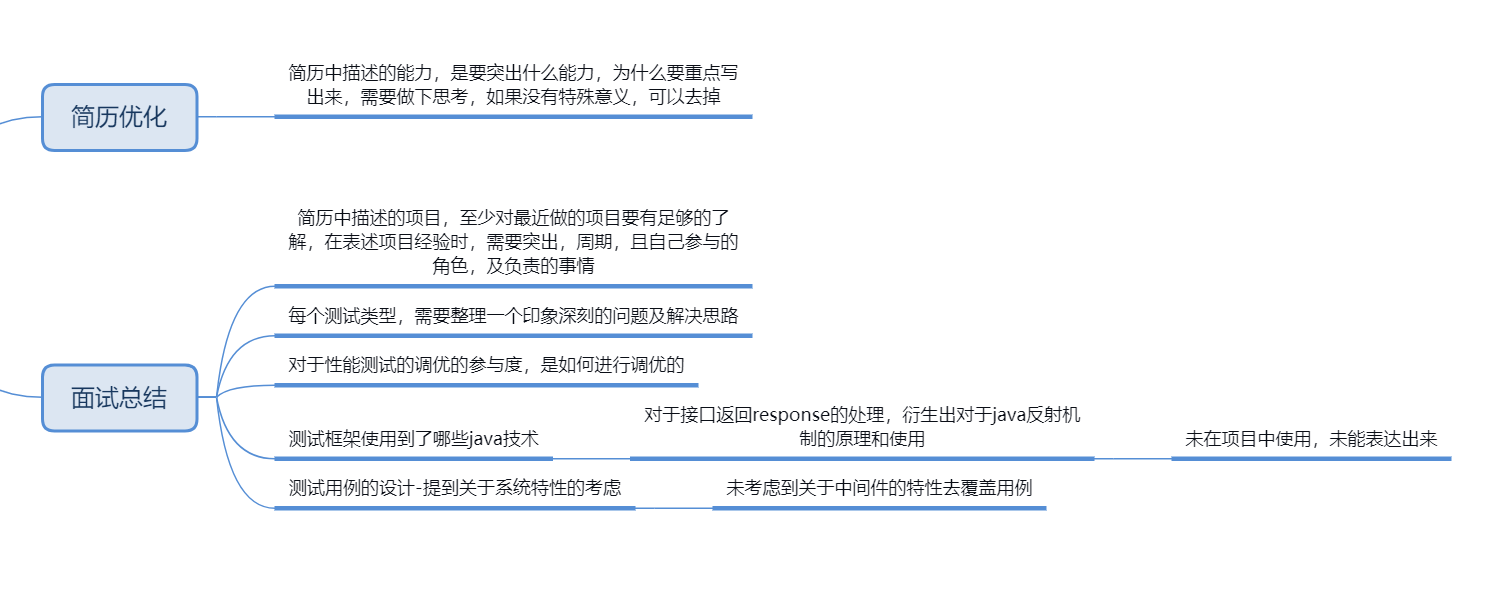 简历优化
简历中描述的能力，是要突出什么能力，为什么要重点写
出来，需要做下思考，如果没有特殊意义，可以去掉
面试总结
简历中描述的项目，至少对最近做的项目要有足够的了
解，在表述项目经验时，需要突出，周期，且自己参与的
角色，及负责的事情
每个测试类型，需要整理一个印象深刻的问题及解决思路
对于性能测试的调优的参与度，是如何进行调优的
测试框架使用到了哪些java技术
对于接口返回response的处理，衍生出对于java反射机
制的原理和使用
未在项目中使用，未能表达出来
测试用例的设计-提到关于系统特性的考虑
未考虑到关于中间件的特性去覆盖用例